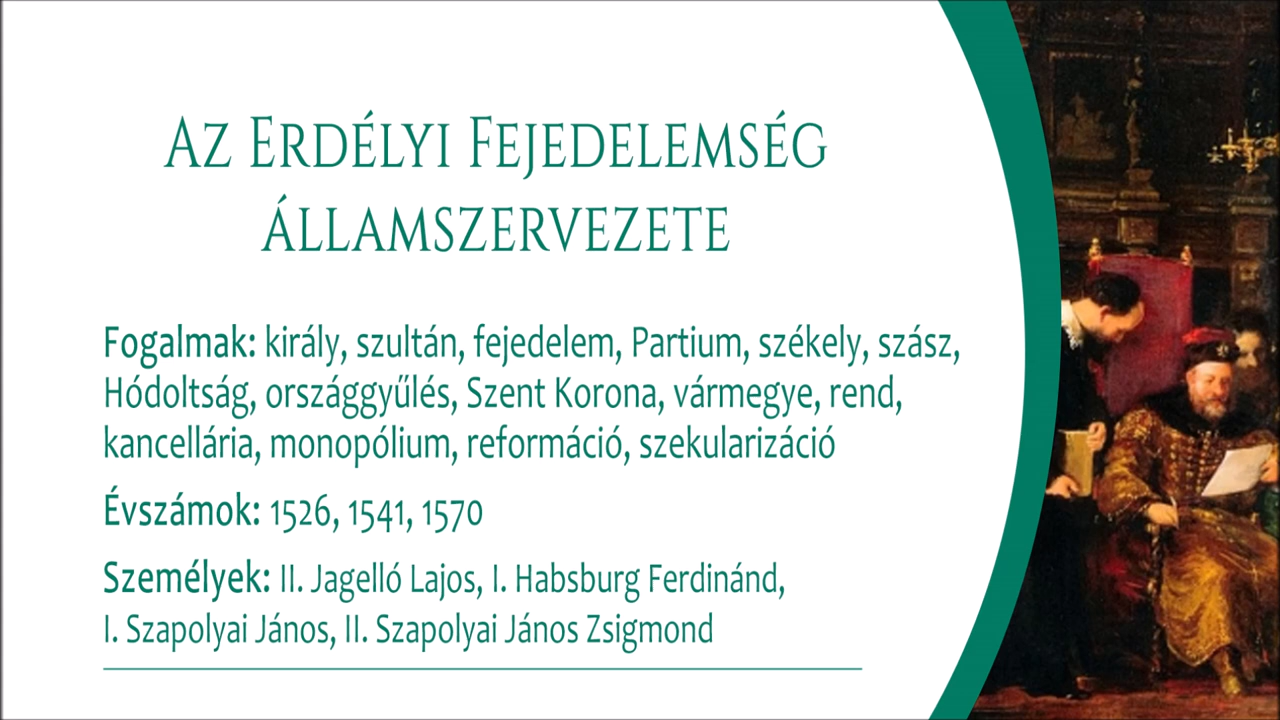 Az Erdélyi Fejedelemség
államszervezete
Fogalmak: király, szultán, fejedelem, Partium, székely, szász,
Hódoltság, országgyűlés, Szent Korona, vármegye, rend,
kancellária, monopólium, reformáció, szekularizáció
Évszámok: 1526, 1541, 1570
Személyek: II. Jagelló Lajos, I. Habsburg Ferdinánd,
I. Szapolyai János, II. Szapolyai János Zsigmond